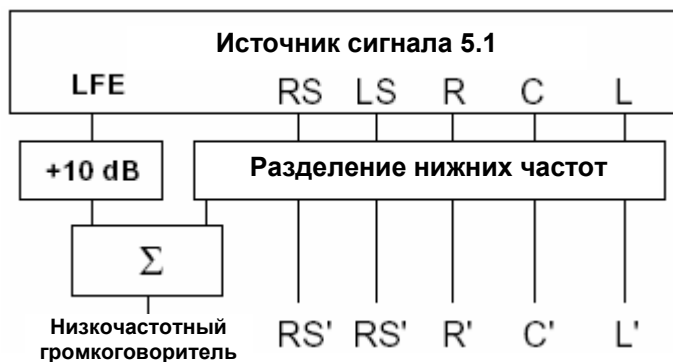 Источник сигнала 5.1
LFE RS LS R C L
+10 dB Разделение нижних частот
Σ
Низкочастотный
громкоговоритель
RS' RS' R' C' L'